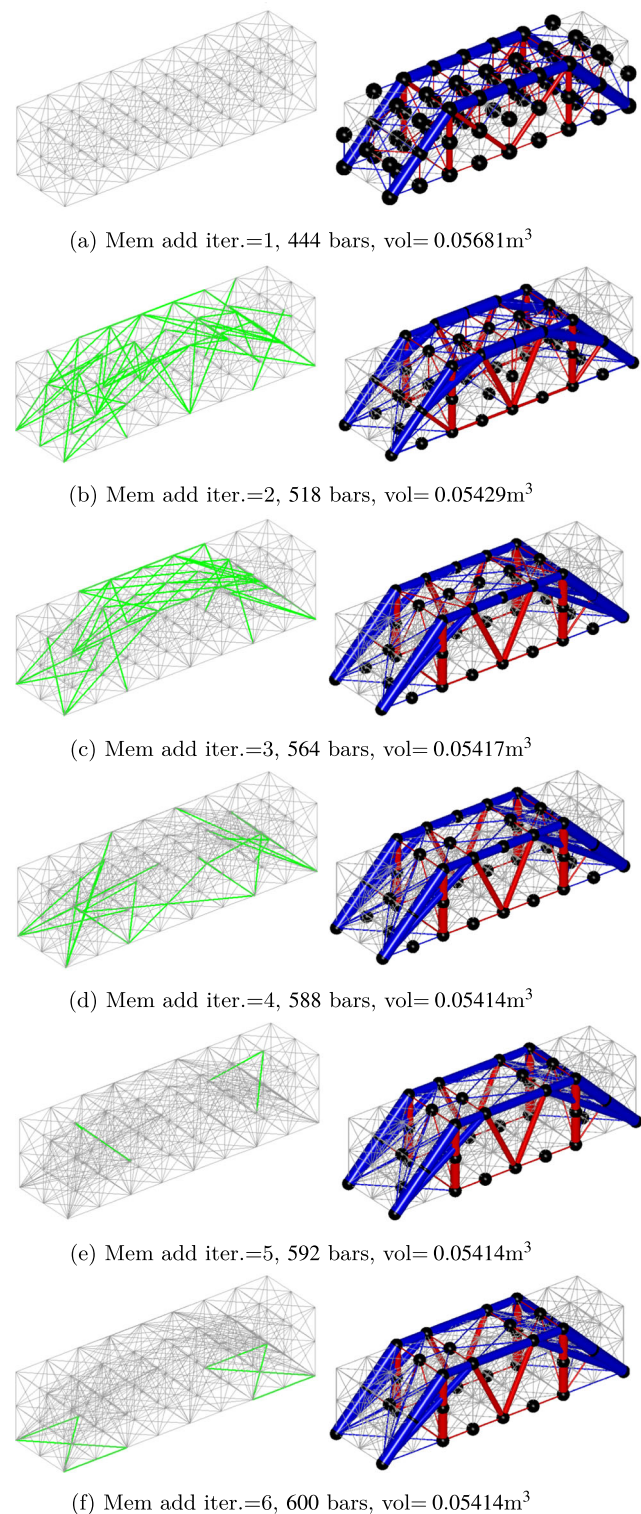 (a) Mem add iter.=1, 444 bars, vol= 0.05681m³
(b) Mem add iter.=2, 518 bars, vol= 0.05429m³
(c) Mem add iter.=3, 564 bars, vol= 0.05417m³
(d) Mem add iter.=4, 588 bars, vol= 0.05414m³
(e) Mem add iter.=5, 592 bars, vol= 0.05414m³
(f) Mem add iter.=6, 600 bars, vol= 0.05414m³